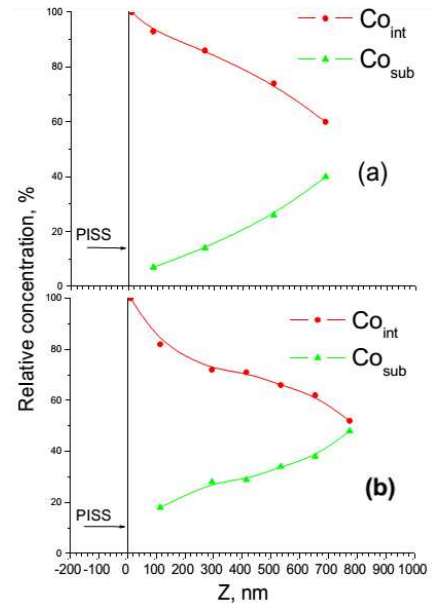 100
80
60
40
20
0
Co_int
Co_sub
(a)
PISS
Relative concentration, %
100
80
60
40
20
0
Co_int
Co_sub
(b)
PISS
-200 -100 0 100 200 300 400 500 600 700 800 900 1000
Z, nm